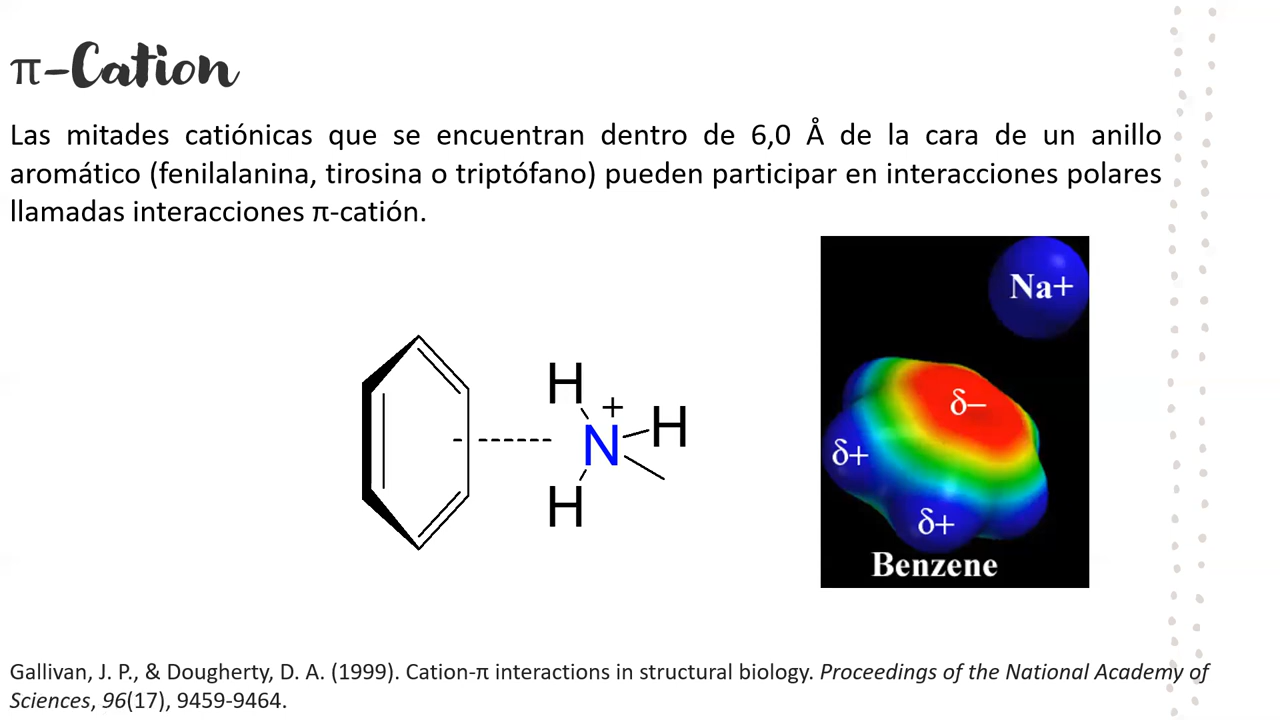 π-Cation
Las mitades catiónicas que se encuentran dentro de 6,0 Å de la cara de un anillo
aromático (fenilalanina, tirosina o triptófano) pueden participar en interacciones polares
llamadas interacciones π-catión.
Na+
H
+
H
N
H
δ–
δ+
δ+
Benzene
Gallivan, J. P., & Dougherty, D. A. (1999). Cation-π interactions in structural biology. Proceedings of the National Academy of
Sciences, 96(17), 9459-9464.